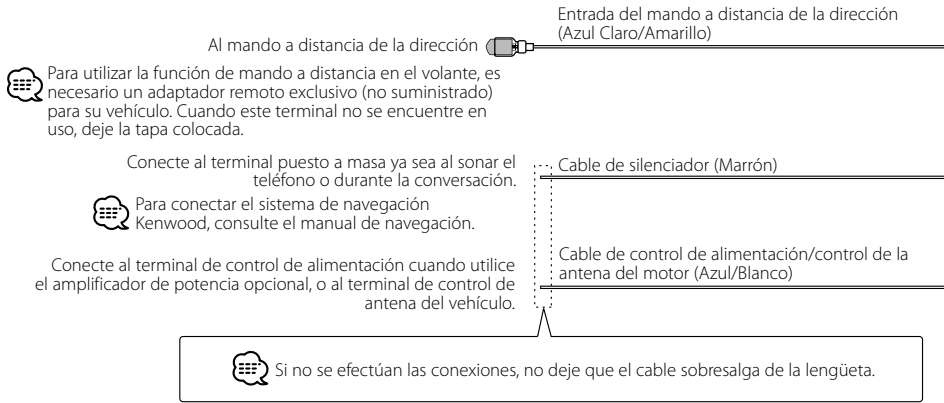 Entrada del mando a distancia de la dirección
(Azul Claro/Amarillo)
Al mando a distancia de la dirección
Para utilizar la función de mando a distancia en el volante, es
necesario un adaptador remoto exclusivo (no suministrado)
para su vehículo. Cuando este terminal no se encuentre en
uso, deje la tapa colocada.
Conecte al terminal puesto a masa ya sea al sonar el
teléfono o durante la conversación.
Cable de silenciador (Marrón)
Para conectar el sistema de navegación
Kenwood, consulte el manual de navegación.
Cable de control de alimentación/control de la
antena del motor (Azul/Blanco)
Conecte al terminal de control de alimentación cuando utilice
el amplificador de potencia opcional, o al terminal de control de
antena del vehículo.
Si no se efectúan las conexiones, no deje que el cable sobresalga de la lengüeta.